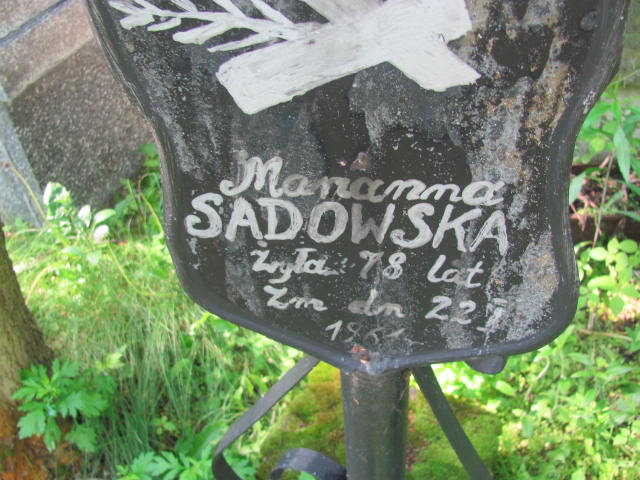 Marianna
SADOWSKA
Żyła 78 lat
Zm dn 22 I